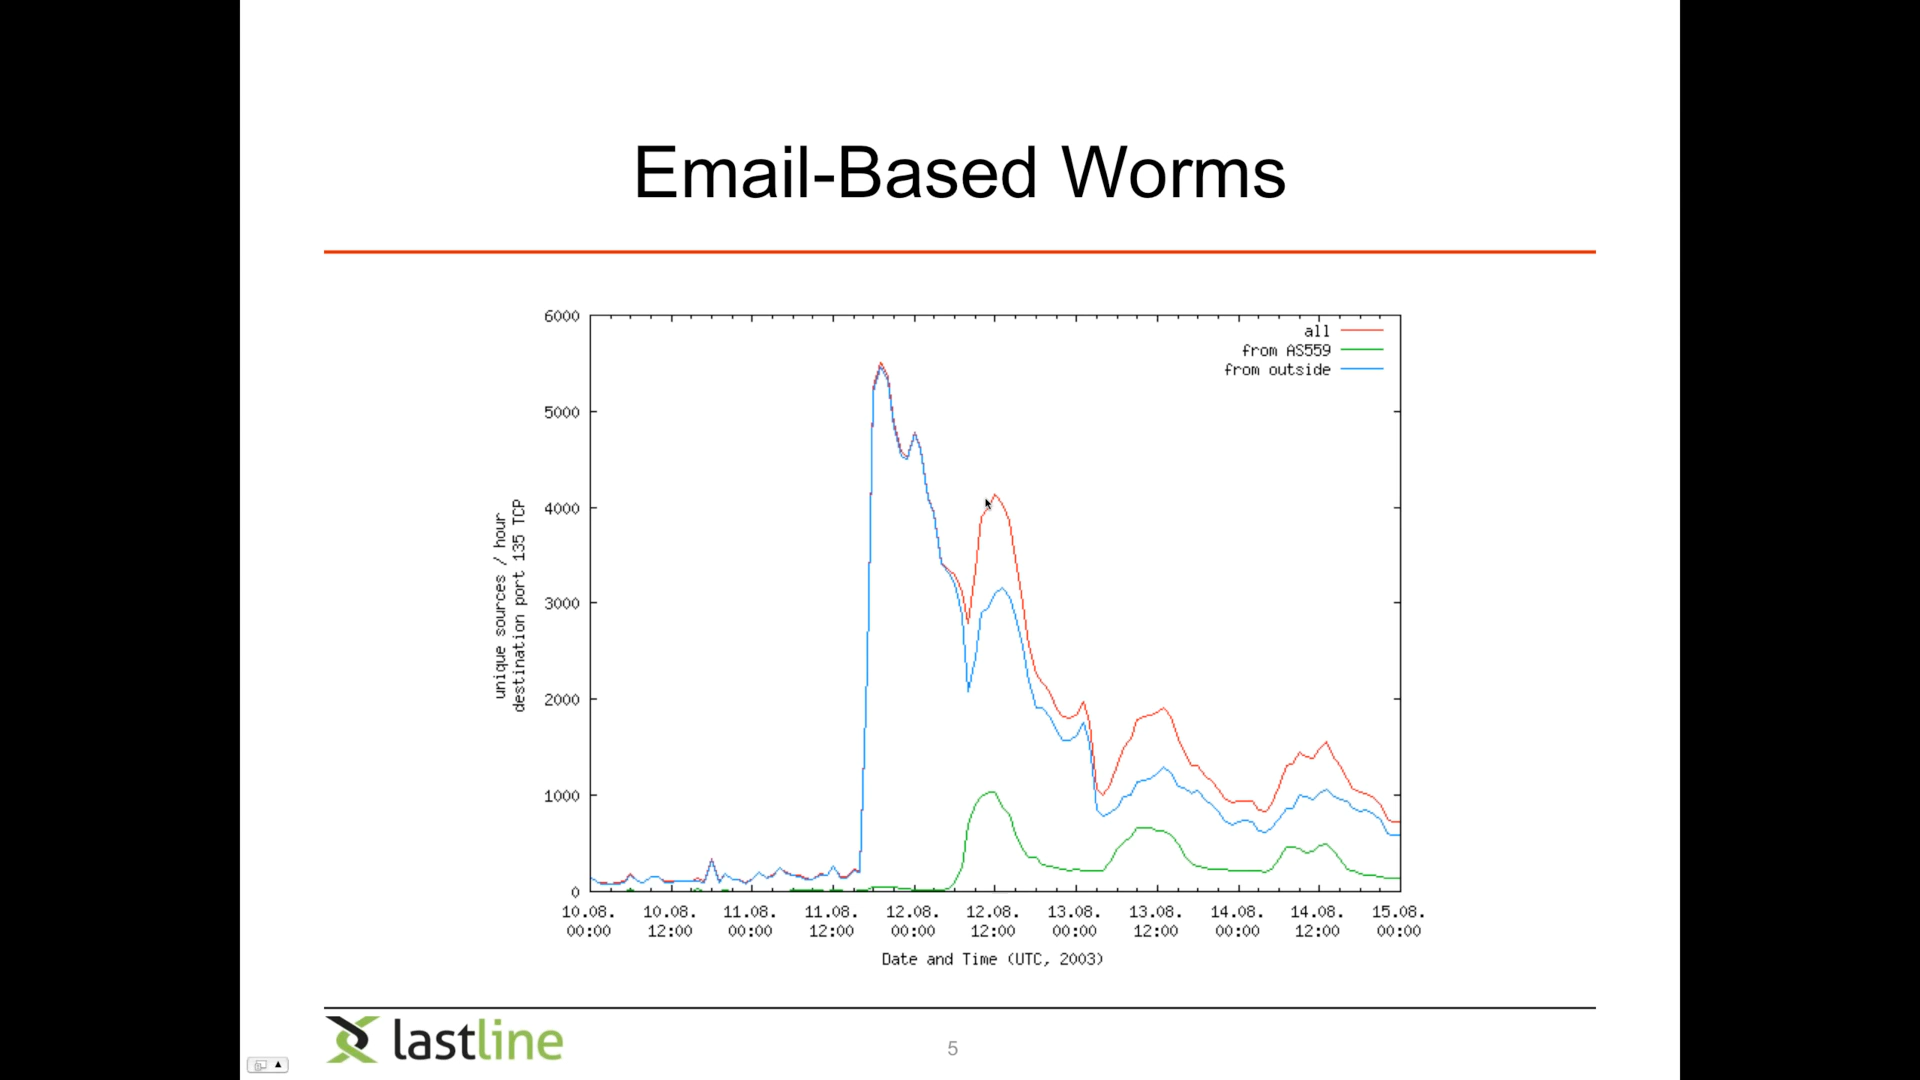 Email-Based Worms
all
from AS559
from outside
6000
5000
4000
3000
2000
1000
0
unique sources / hour
destination port 135 TCP
10.08. 10.08. 11.08. 11.08. 12.08. 12.08. 13.08. 13.08. 14.08. 14.08. 15.08.
00:00 12:00 00:00 12:00 00:00 12:00 00:00 12:00 00:00 12:00 00:00
Date and Time (UTC, 2003)
lastline
5